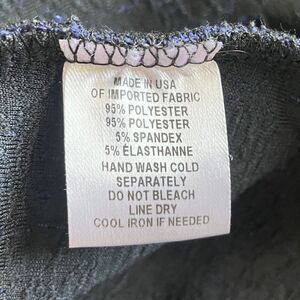 MADE IN USA
OF IMPORTED FABRIC
95% POLYESTER
95% POLYESTER
5% SPANDEX
5% ÉLASTHANNE
HAND WASH COLD
SEPARATELY
DO NOT BLEACH
LINE DRY
COOL IRON IF NEEDED